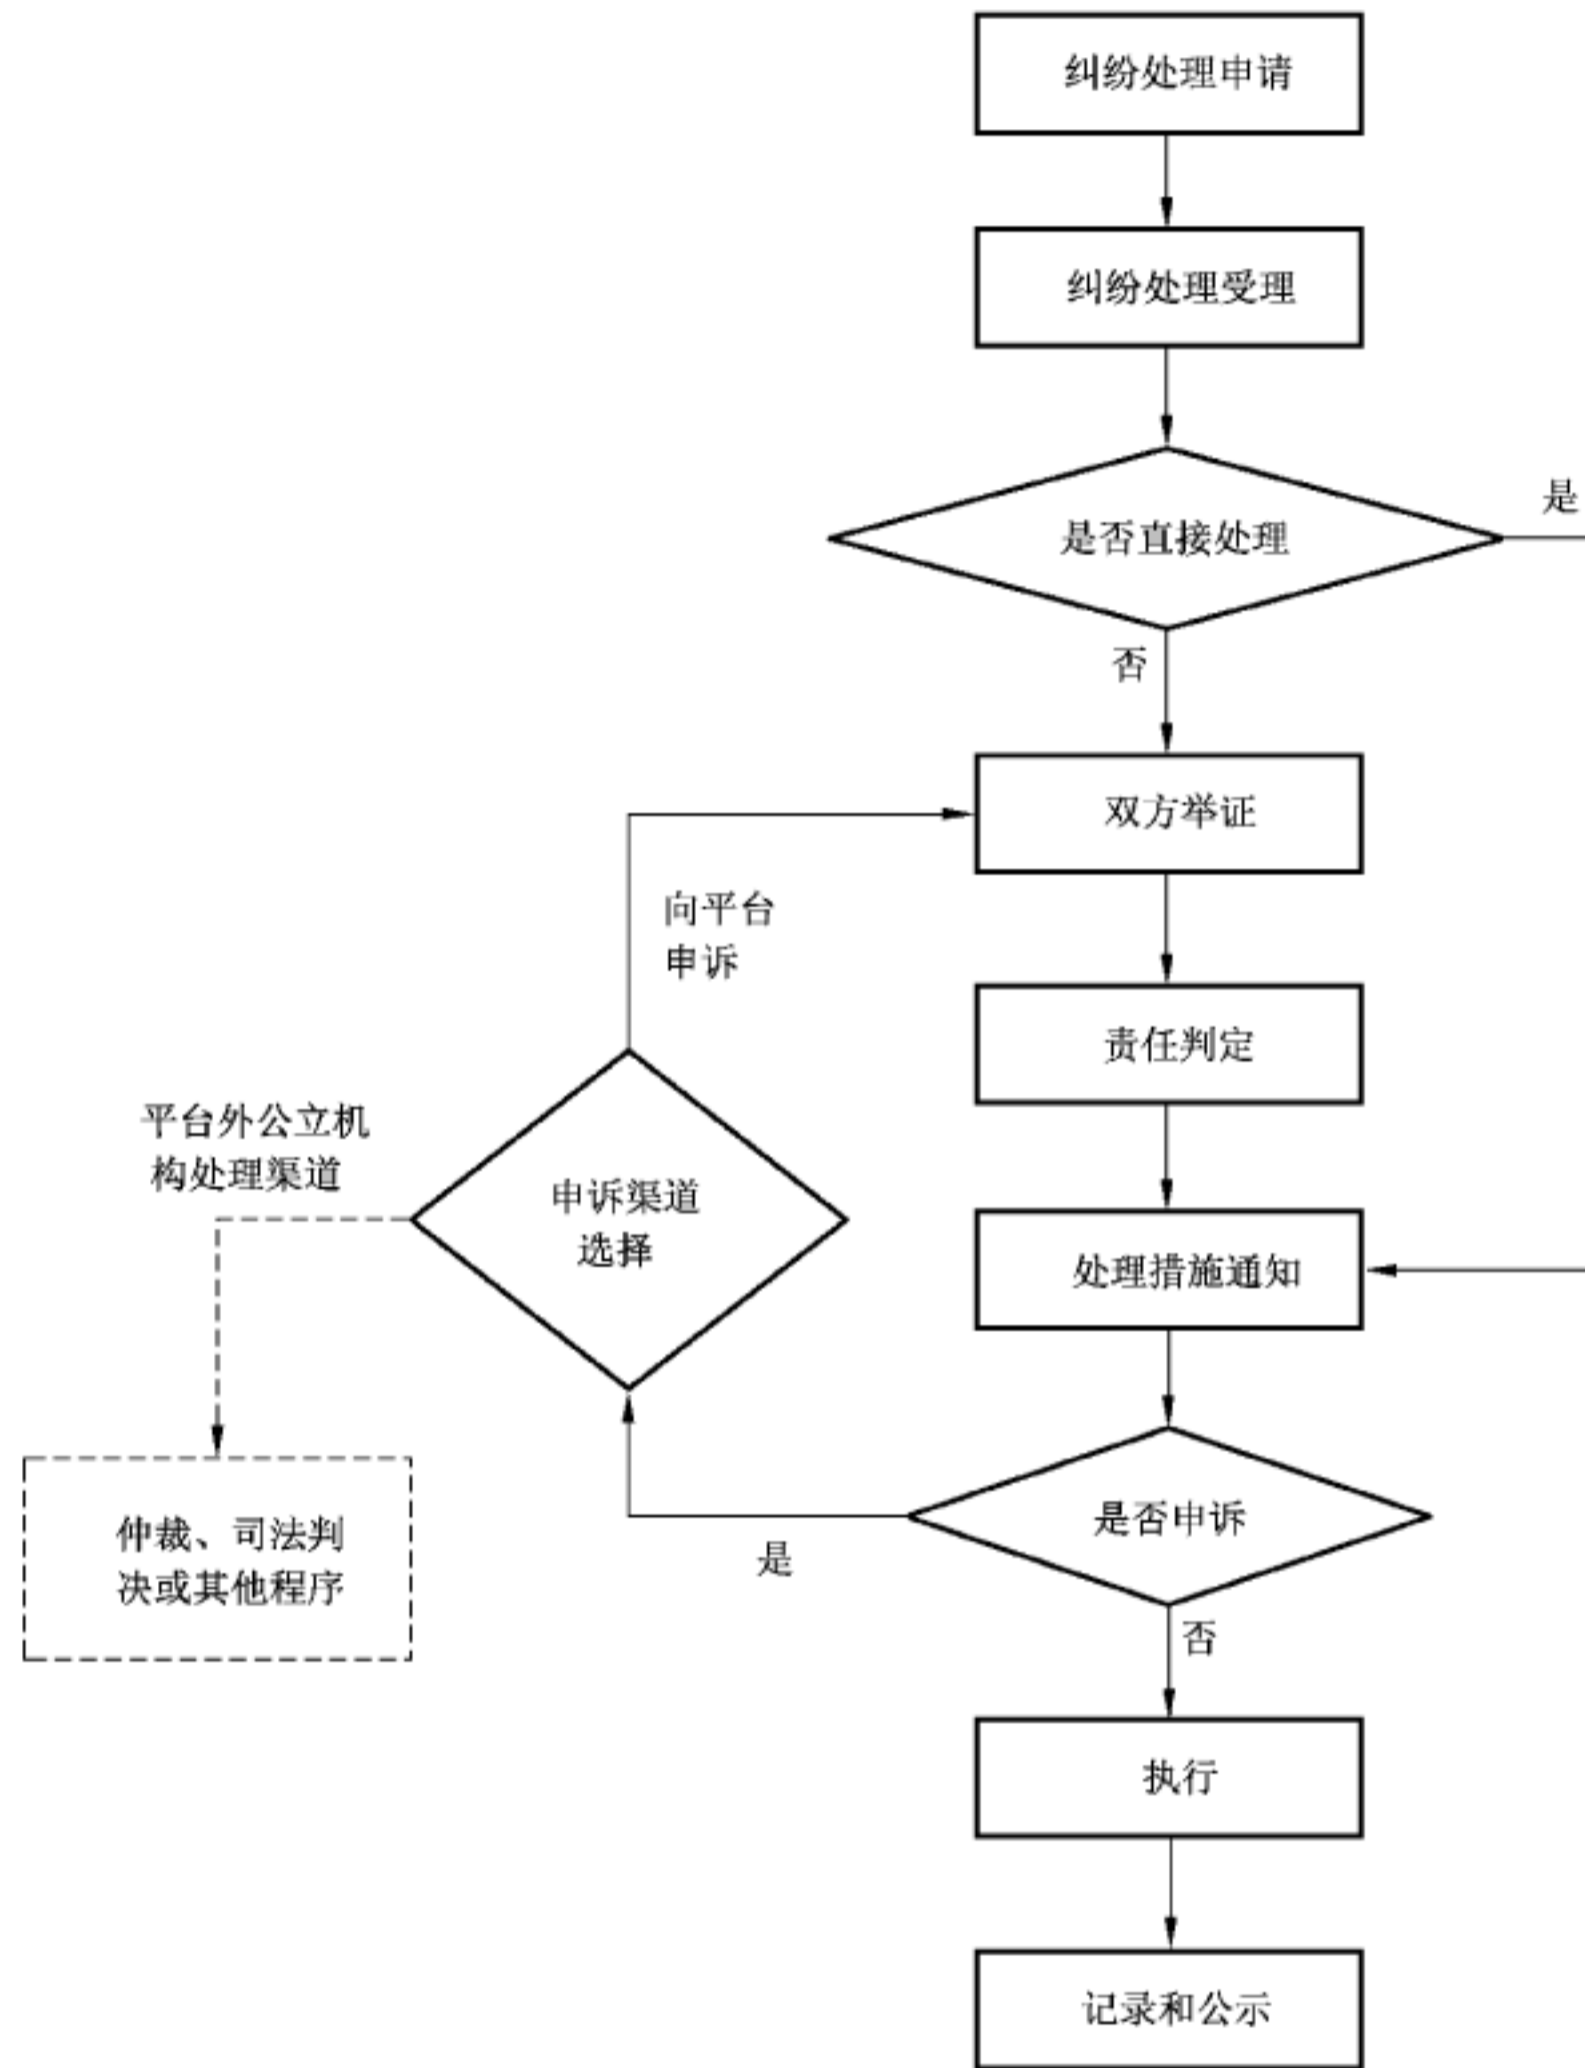 纠纷处理申请
纠纷处理受理
是否直接处理
是
否
双方举证
向平台
申诉
责任判定
平台外公立机
构处理渠道
申诉渠道
选择
处理措施通知
是否申诉
是
仲裁、司法判
决或其他程序
否
执行
记录和公示